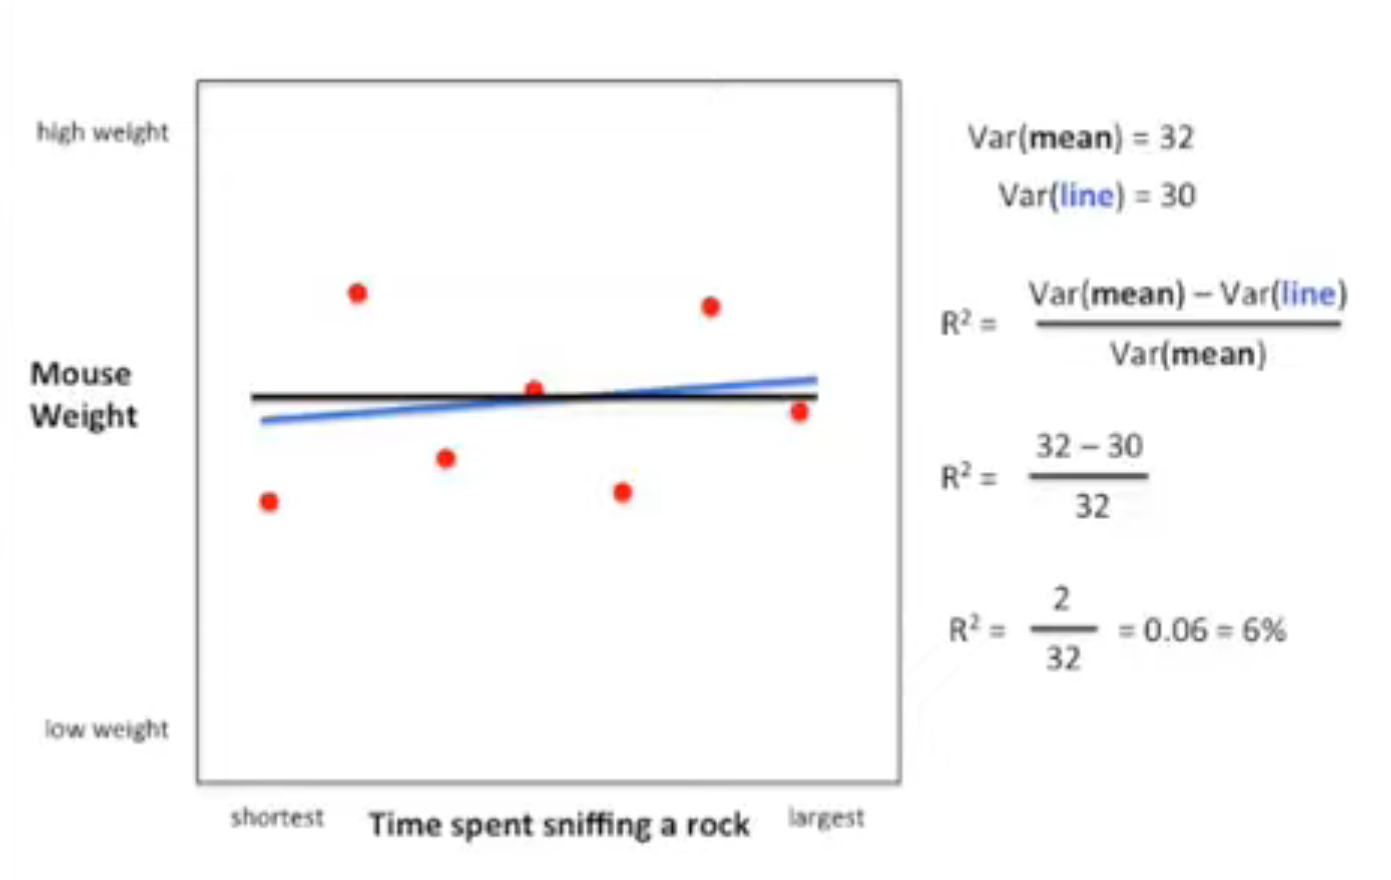 high weight
Mouse
Weight
low weight
shortest
Time spent sniffing a rock
largest
Var(mean) = 32
Var(line) = 30
R² =
Var(mean) – Var(line)
Var(mean)
R² =
32 – 30
32
R² =
2
32
= 0.06 = 6%